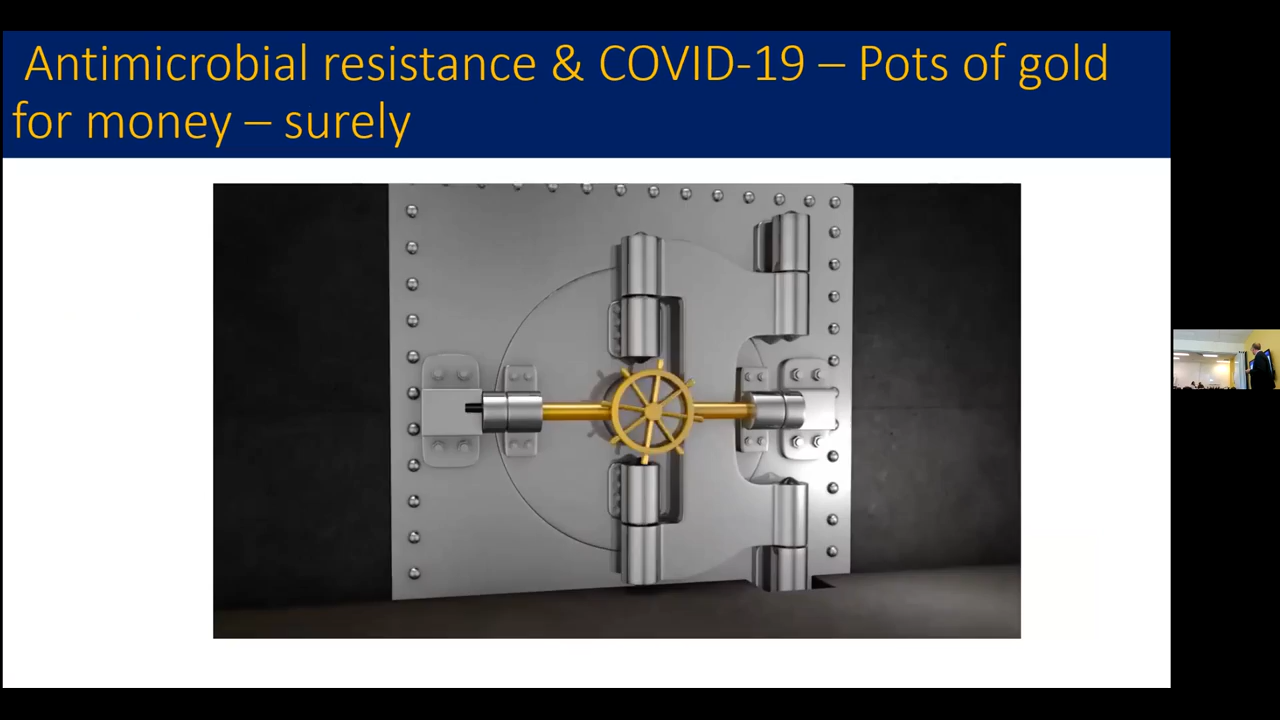 Antimicrobial resistance & COVID-19 – Pots of gold
for money – surely